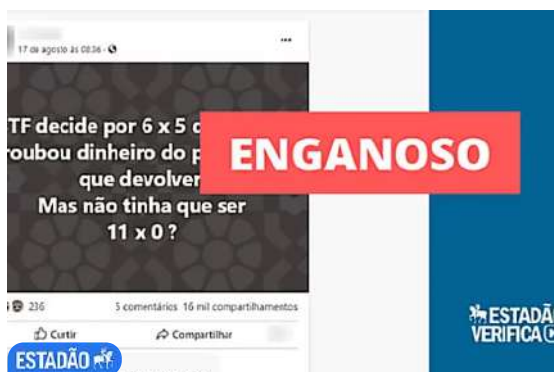 17 de agosto às 08:36
TF decide por 6 x 5
roubou dinheiro do
que devolver
Mas não tinha que ser
11 x 0 ?
ENGANOSO
236
5 comentários 16 mil compartilhamentos
Curtir
Compartilhar
ESTADÃO
VERIFICA
ESTADÃO